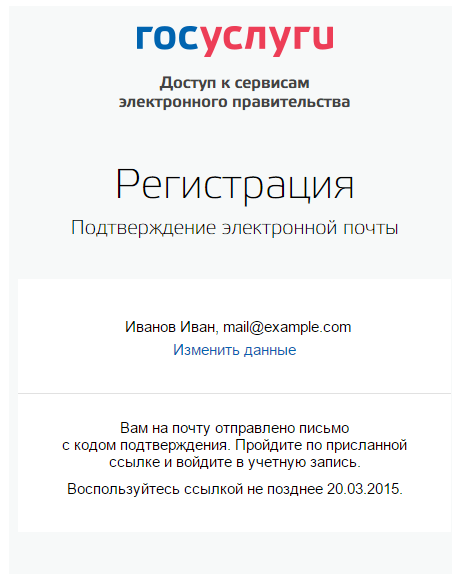 госуслуги
Доступ к сервисам
электронного правительства
Регистрация
Подтверждение электронной почты
Иванов Иван, mail@example.com
Изменить данные
Вам на почту отправлено письмо
с кодом подтверждения. Пройдите по присланной
ссылке и войдите в учетную запись.
Воспользуйтесь ссылкой не позднее 20.03.2015.